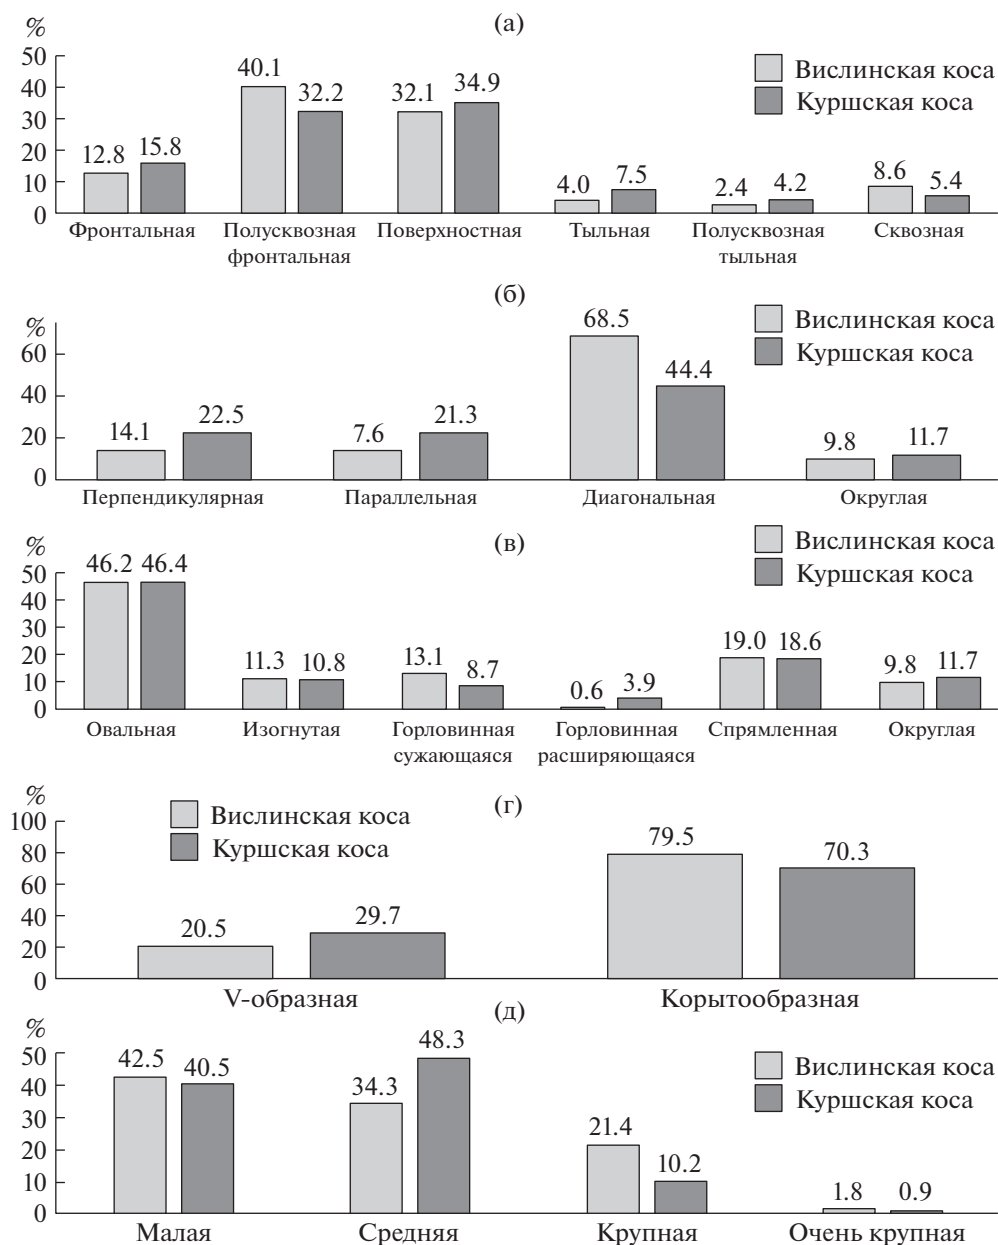 (а)
%
50
40
30
20
10
0
12.8 15.8 40.1 32.2 32.1 34.9 4.0 7.5 2.4 4.2 8.6 5.4
Вислинская коса
Куршская коса
Фронтальная Полусквозная Поверхностная Тыльная Полусквозная Сквозная
фронтальная тыльная
(б)
%
60
40
20
0
14.1 22.5 7.6 21.3 68.5 44.4 9.8 11.7
Вислинская коса
Куршская коса
Перпендикулярная Параллельная Диагональная Округлая
(в)
%
50
40
30
20
10
0
46.2 46.4 11.3 10.8 13.1 8.7 0.6 3.9 19.0 18.6 9.8 11.7
Вислинская коса
Куршская коса
Овальная Изогнутая Горловинная Горловинная Спрямленная Округлая
сужающаяся расширяющаяся
(г)
%
100
80
60
40
20
0
Вислинская коса
Куршская коса
20.5 29.7 79.5 70.3
V-образная Корытообразная
(д)
%
50
40
30
20
10
0
42.5 40.5 34.3 48.3 21.4 10.2 1.8 0.9
Вислинская коса
Куршская коса
Малая Средняя Крупная Очень крупная